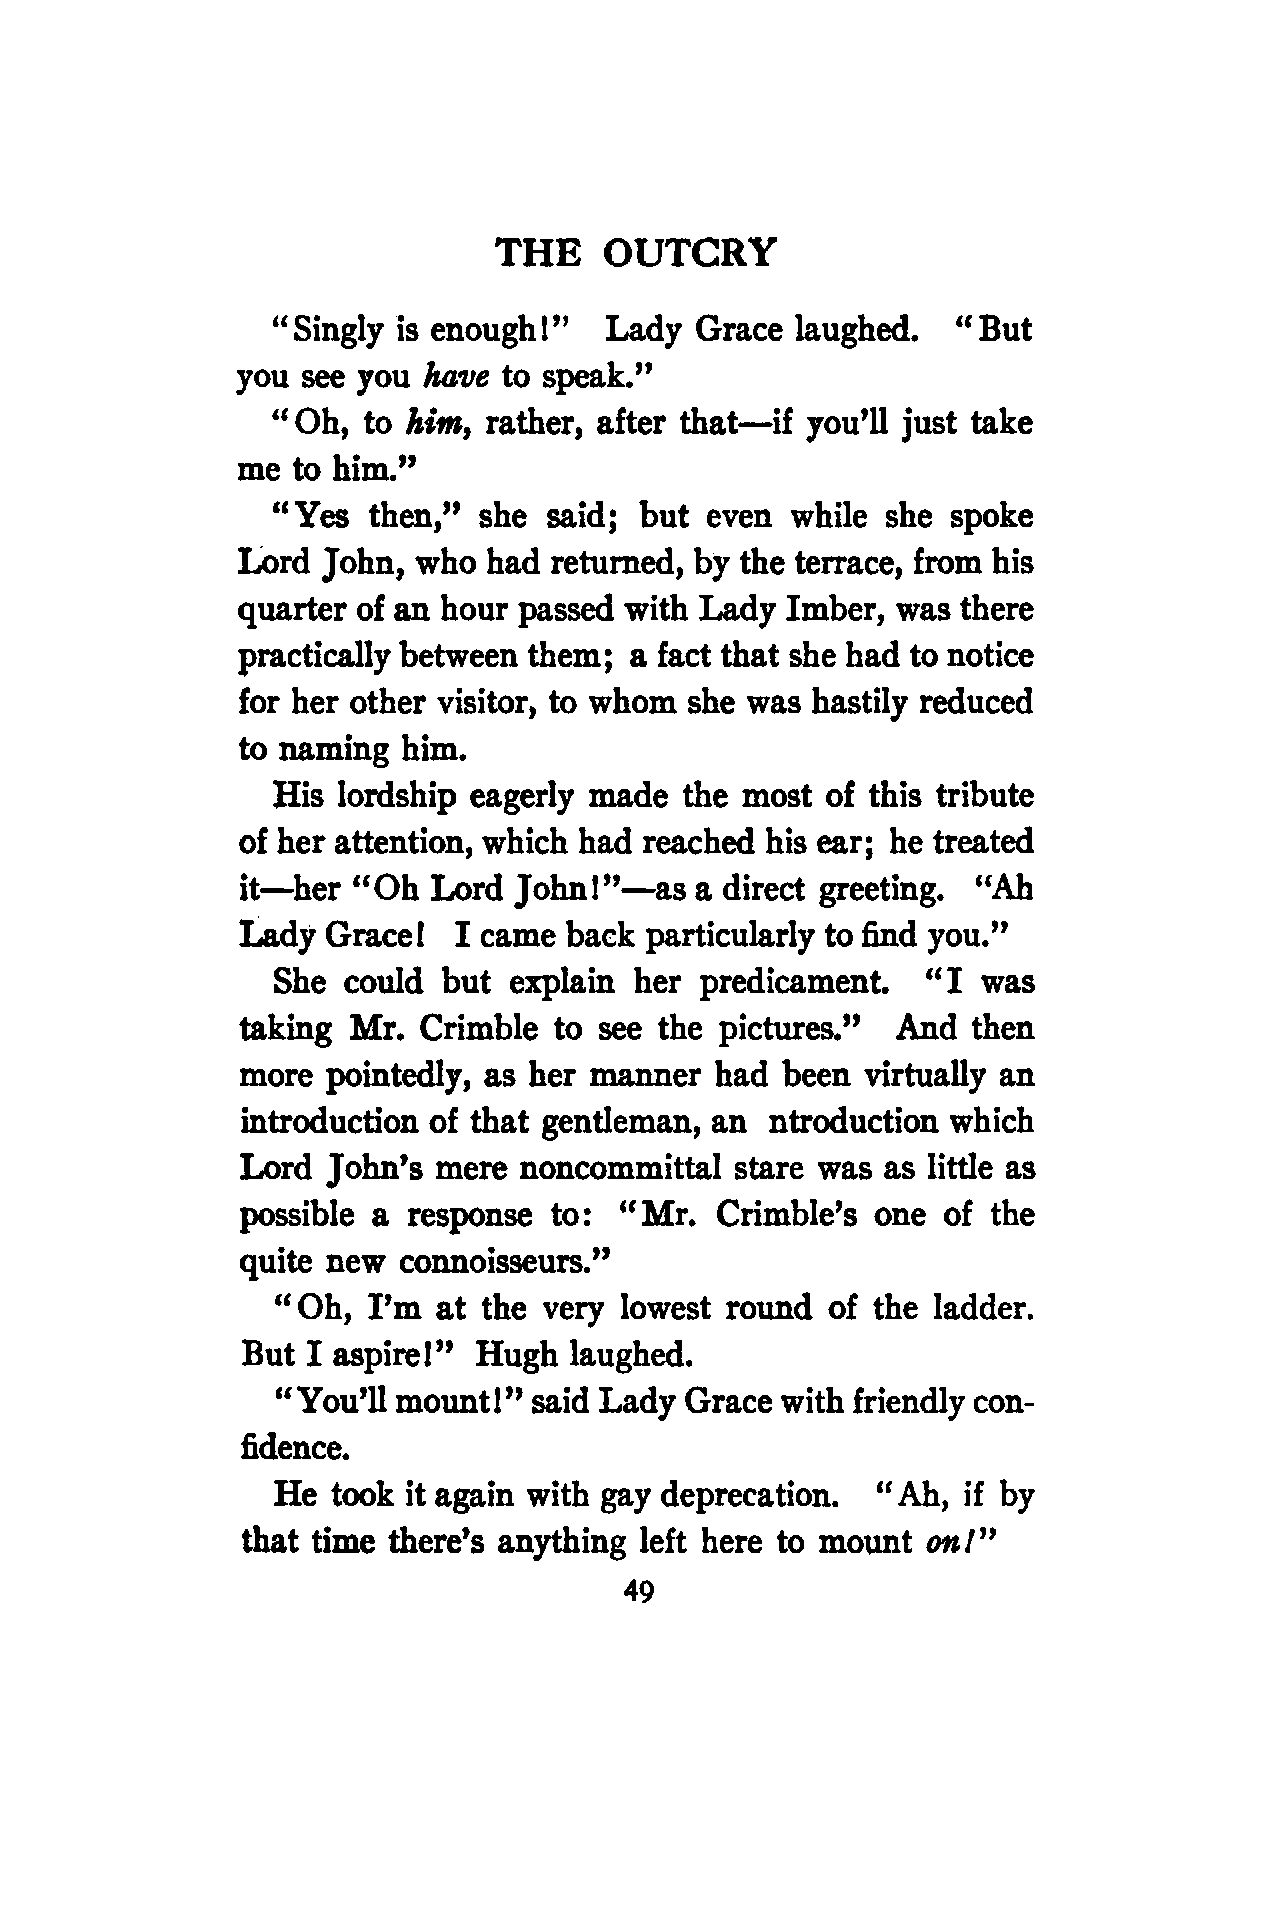 THE OUTCRY
“Singly is enough!” Lady Grace laughed. “But
you see you have to speak.”
“Oh, to him, rather, after that—if you’ll just take
me to him.”
“Yes then,” she said; but even while she spoke
Lord John, who had returned, by the terrace, from his
quarter of an hour passed with Lady Imber, was there
practically between them; a fact that she had to notice
for her other visitor, to whom she was hastily reduced
to naming him.
His lordship eagerly made the most of this tribute
of her attention, which had reached his ear; he treated
it—her “Oh Lord John!”—as a direct greeting. “Ah
Lady Grace! I came back particularly to find you.”
She could but explain her predicament. “I was
taking Mr. Crimble to see the pictures.” And then
more pointedly, as her manner had been virtually an
introduction of that gentleman, an ntroduction which
Lord John’s mere noncommittal stare was as little as
possible a response to: “Mr. Crimble’s one of the
quite new connoisseurs.”
“Oh, I’m at the very lowest round of the ladder.
But I aspire!” Hugh laughed.
“You’ll mount!” said Lady Grace with friendly con-
fidence.
He took it again with gay deprecation. “Ah, if by
that time there’s anything left here to mount on!”
49